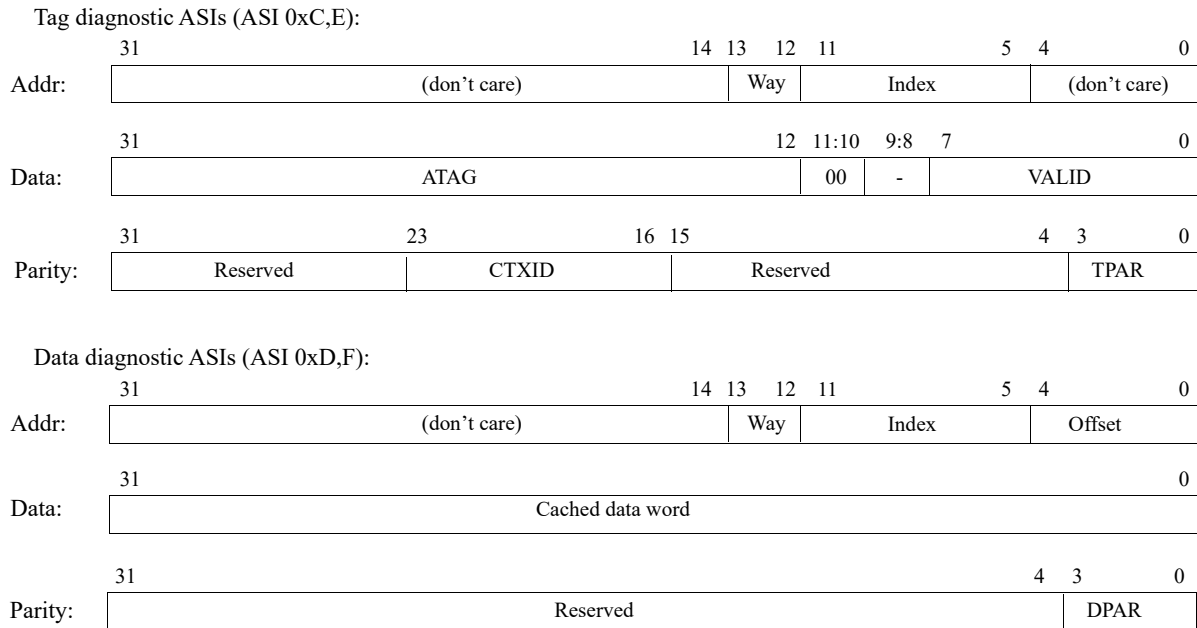 Tag diagnostic ASIs (ASI 0xC,E):
31 14 13 12 11 5 4 0
Addr: (don’t care) Way Index (don’t care)
31 12 11:10 9:8 7 0
Data: ATAG 00 - VALID
31 23 16 15 4 3 0
Parity: Reserved CTXID Reserved TPAR
Data diagnostic ASIs (ASI 0xD,F):
31 14 13 12 11 5 4 0
Addr: (don’t care) Way Index Offset
31 0
Data: Cached data word
31 4 3 0
Parity: Reserved DPAR